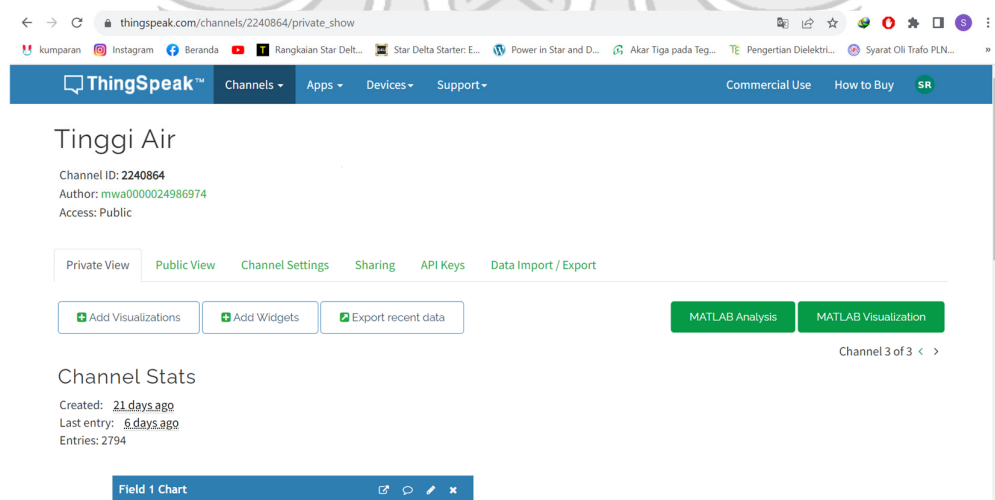 thingspeak.com/channels/2240864/private_show
kumparan Instagram Beranda Rangkaian Star Delt... Star Delta Starter: E... Power in Star and D... Akar Tiga pada Teg... Pengertian Dielektri... Syarat Oli Trafo PLN... »
ThingSpeak™ Channels Apps Devices Support Commercial Use How to Buy SR
Tinggi Air
Channel ID: 2240864
Author: mwa0000024986974
Access: Public
Private View Public View Channel Settings Sharing API Keys Data Import / Export
Add Visualizations Add Widgets Export recent data MATLAB Analysis MATLAB Visualization
Channel 3 of 3 < >
Channel Stats
Created: 21 days ago
Last entry: 6 days ago
Entries: 2794
Field 1 Chart